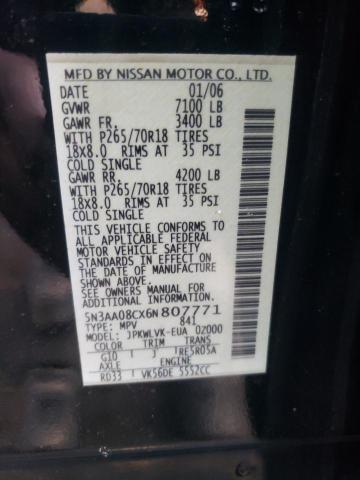 MFD BY NISSAN MOTOR CO., LTD.
DATE 01/06
GVWR 7100 LB
GAWR FR. 3400 LB
WITH P265/70R18 TIRES
18X8.0 RIMS AT 35 PSI
COLD SINGLE
GAWR RR. 4200 LB
WITH P265/70R18 TIRES
18X8.0 RIMS AT 35 PSI
COLD SINGLE
THIS VEHICLE CONFORMS TO
ALL APPLICABLE FEDERAL
MOTOR VEHICLE SAFETY
STANDARDS IN EFFECT ON
THE DATE OF MANUFACTURE
SHOWN ABOVE.
SEE OWNERS MANUAL FOR
ADDITIONAL INFORMATION.
5N3AA08CX6N807771
TYPE: MPV 841
MODEL: JPKWLVK-EUA 02000
COLOR TRIM TRANS
G10 J RE5R05A
AXLE ENGINE
RD33 VK56DE 5552CC